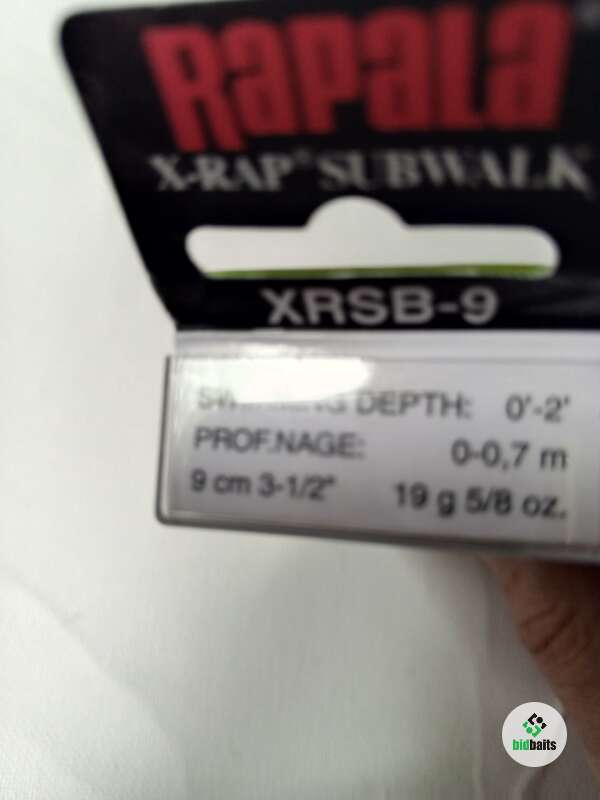 RAPALA
X-RAP® SUBWALK
XRSB-9
SWIMMING DEPTH: 0'-2'
PROF.NAGE: 0-0,7 m
9 cm 3-1/2" 19 g 5/8 oz.
bidbaits